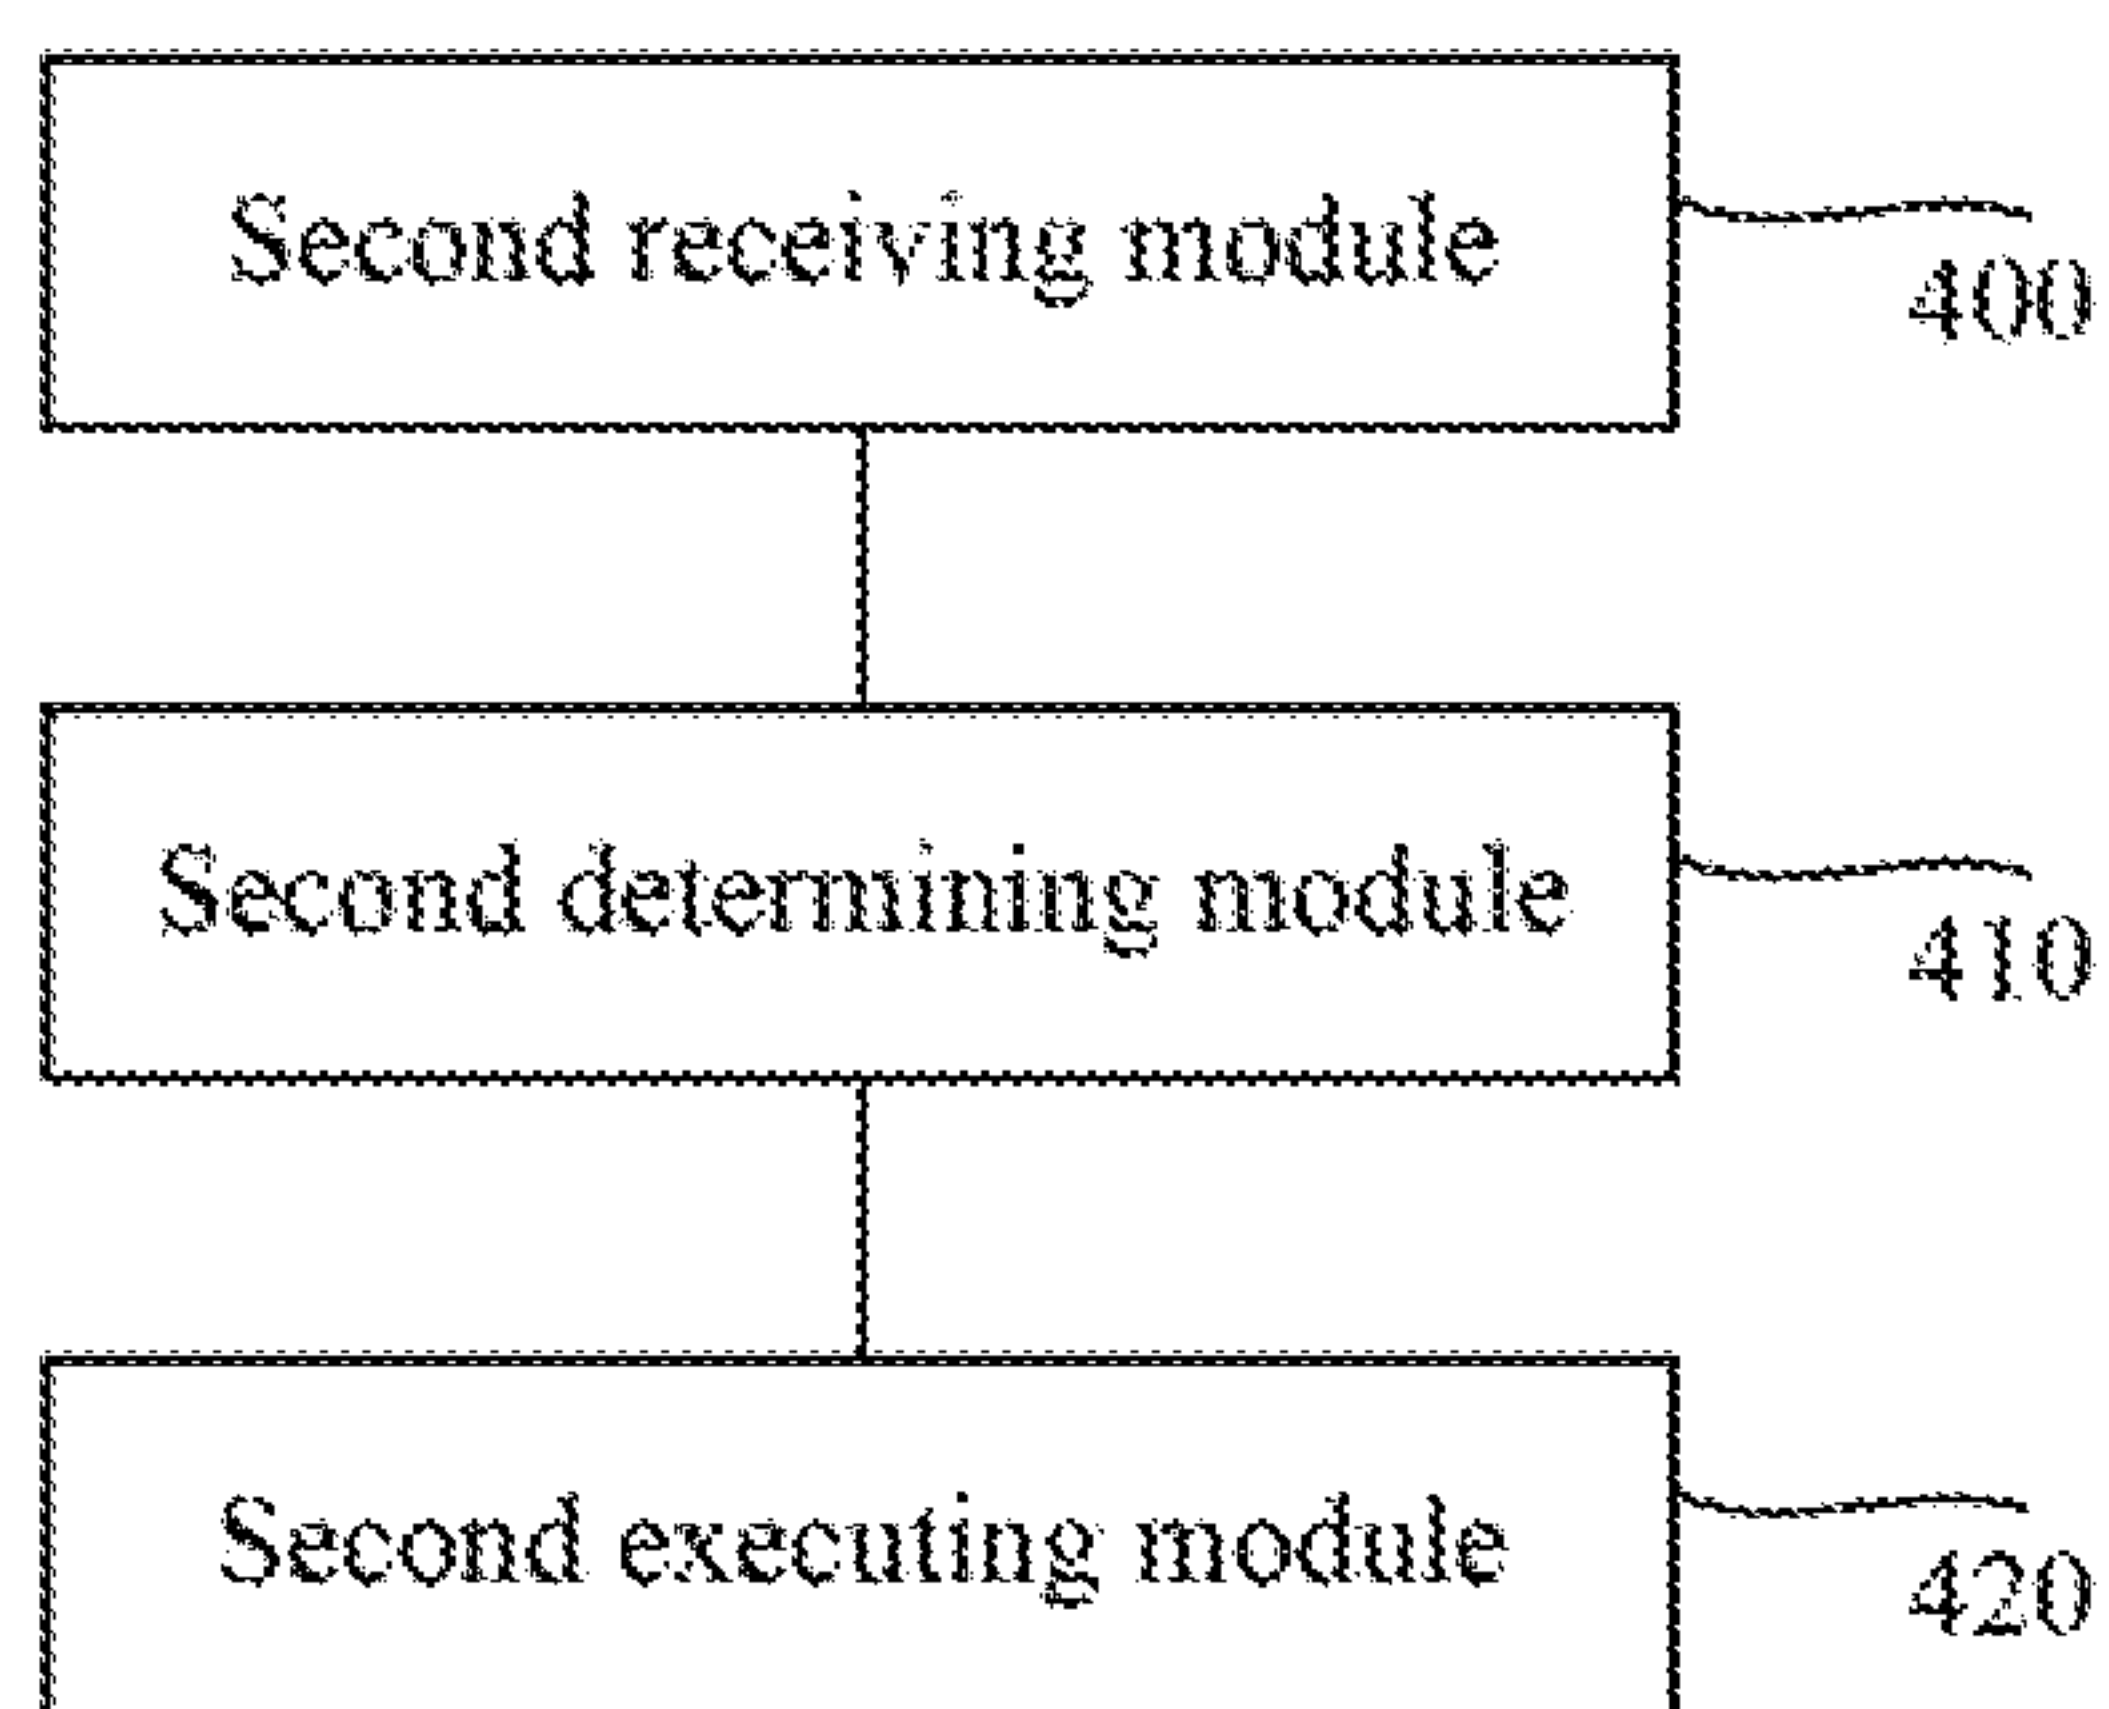 Second receiving module
400
Second determining module
410
Second executing module
420